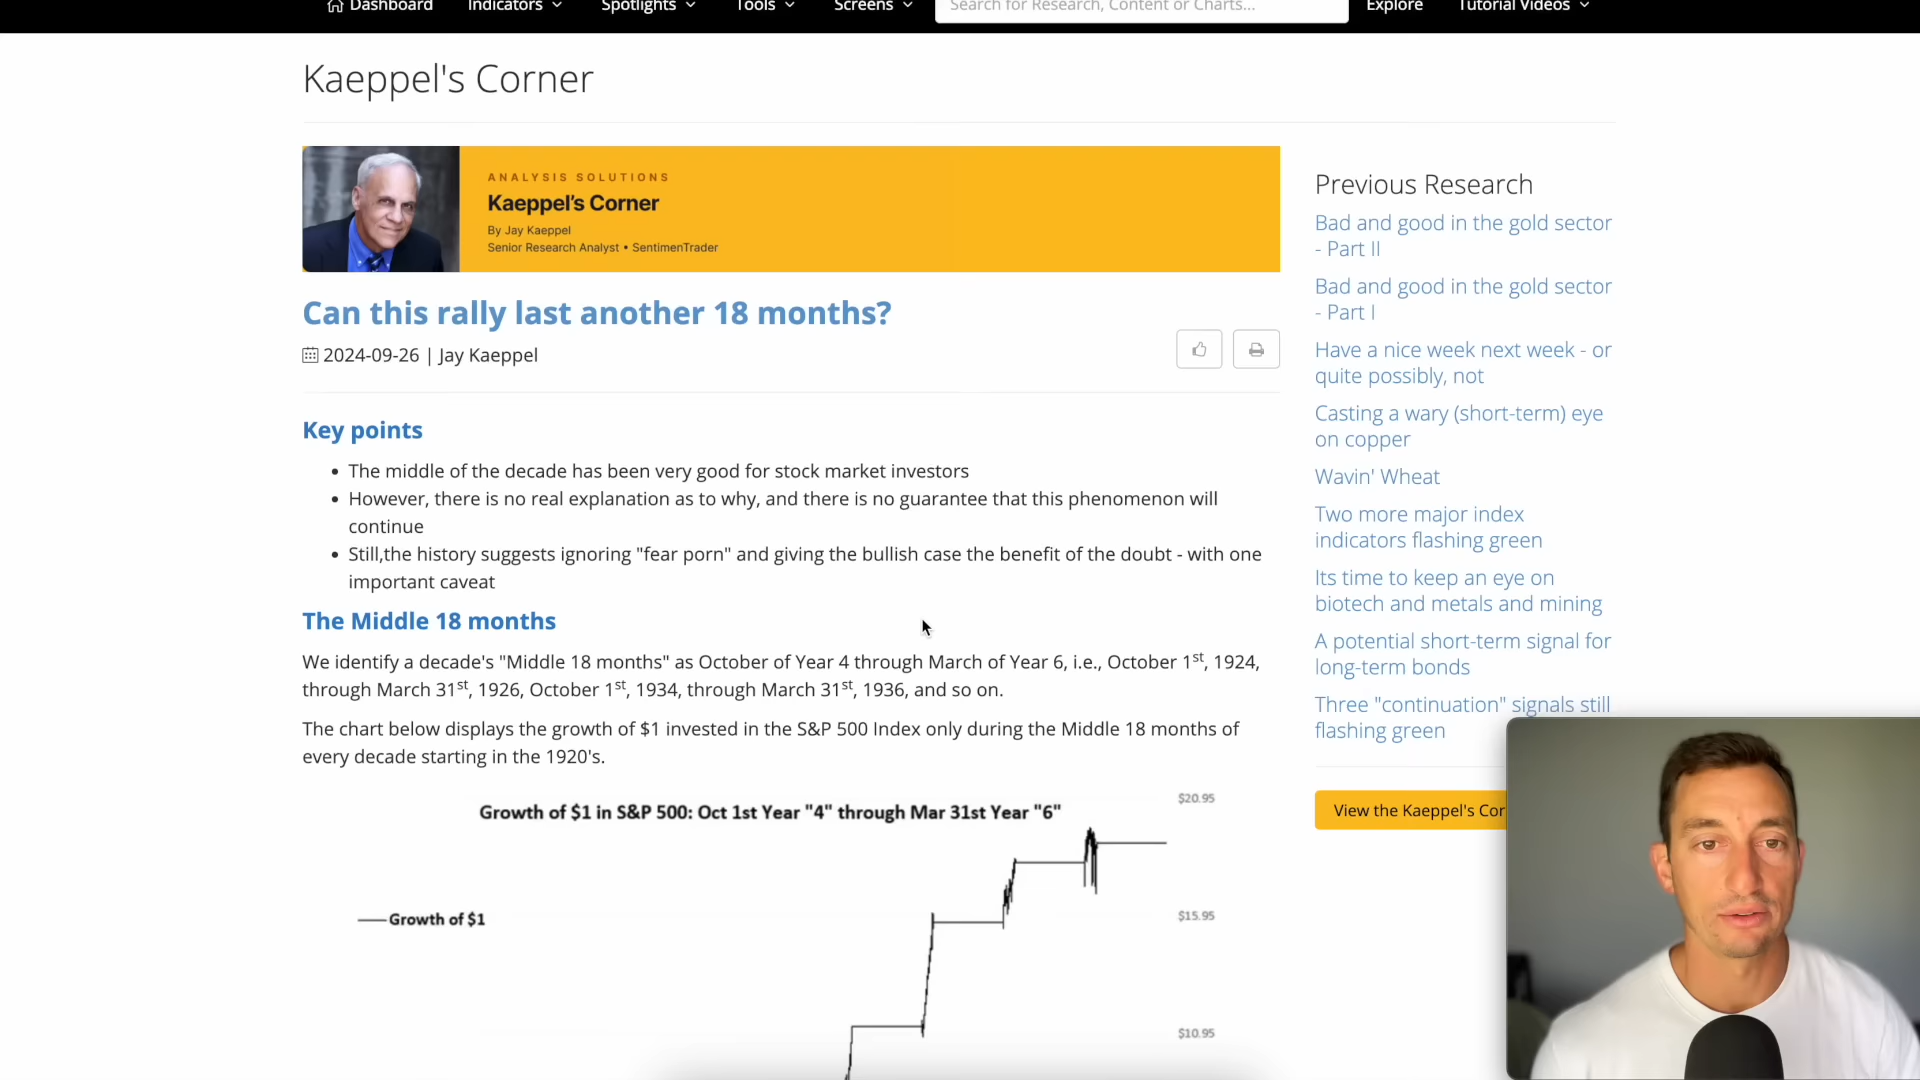 Dashboard Indicators Spotlights Tools Screens Search for Research, Content or Charts... Explore Tutorial Videos
Kaeppel's Corner
ANALYSIS SOLUTIONS
Kaeppel's Corner
By Jay Kaeppel
Senior Research Analyst • SentimenTrader
Can this rally last another 18 months?
2024-09-26 | Jay Kaeppel
Key points
• The middle of the decade has been very good for stock market investors
• However, there is no real explanation as to why, and there is no guarantee that this phenomenon will
continue
• Still,the history suggests ignoring "fear porn" and giving the bullish case the benefit of the doubt - with one
important caveat
The Middle 18 months
We identify a decade's "Middle 18 months" as October of Year 4 through March of Year 6, i.e., October 1st, 1924,
through March 31st, 1926, October 1st, 1934, through March 31st, 1936, and so on.
The chart below displays the growth of $1 invested in the S&P 500 Index only during the Middle 18 months of
every decade starting in the 1920's.
Growth of $1 in S&P 500: Oct 1st Year "4" through Mar 31st Year "6"
Growth of $1
$20.95
$15.95
$10.95
Previous Research
Bad and good in the gold sector
- Part II
Bad and good in the gold sector
- Part I
Have a nice week next week - or
quite possibly, not
Casting a wary (short-term) eye
on copper
Wavin' Wheat
Two more major index
indicators flashing green
Its time to keep an eye on
biotech and metals and mining
A potential short-term signal for
long-term bonds
Three "continuation" signals still
flashing green
View the Kaeppel's Cor